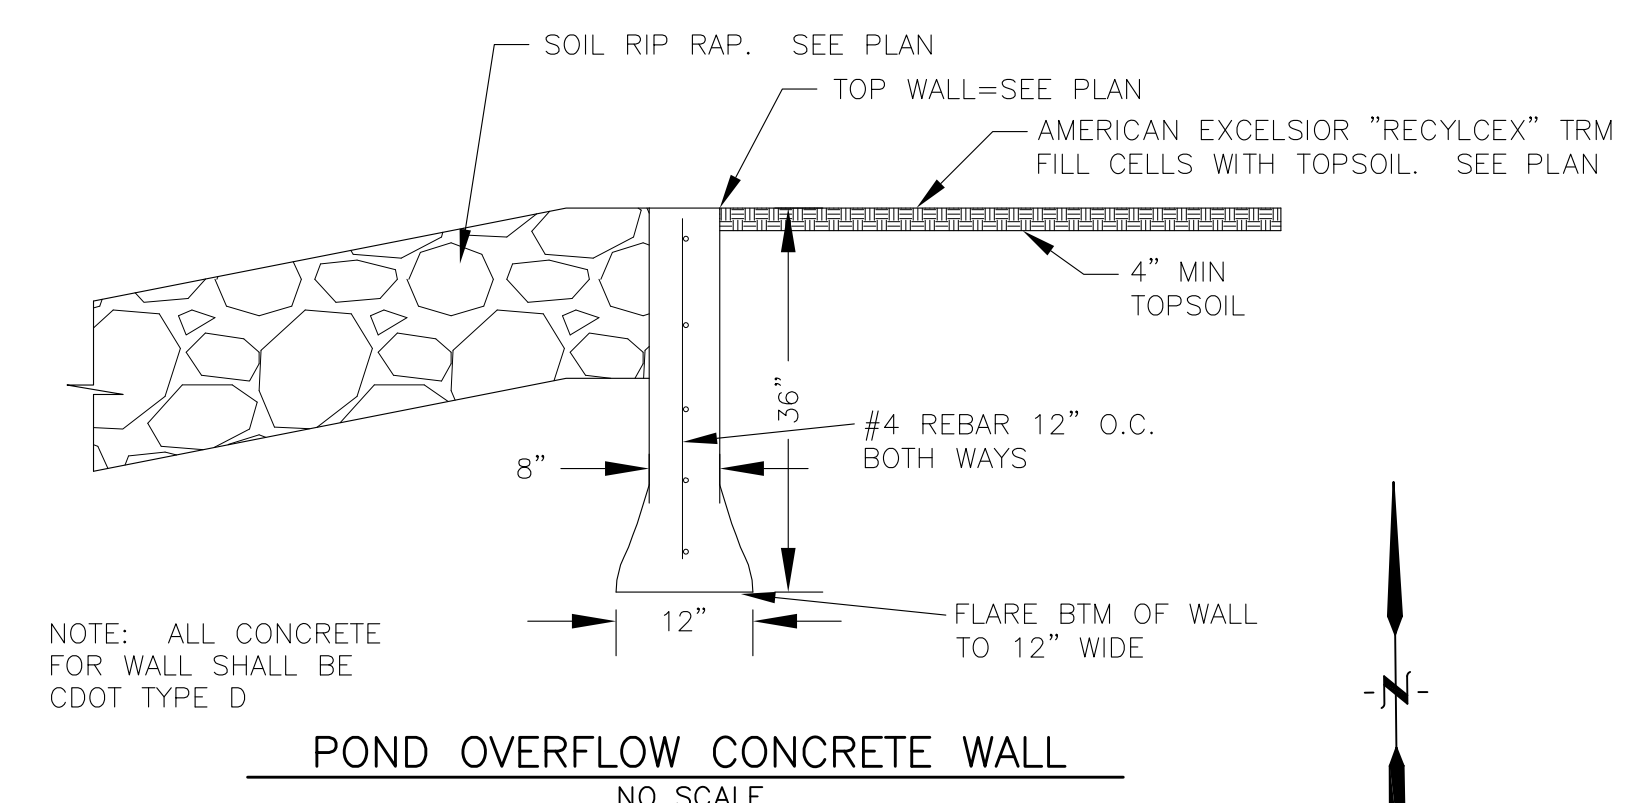 SOIL RIP RAP. SEE PLAN
TOP WALL=SEE PLAN
AMERICAN EXCELSIOR "RECYLCEX" TRM
FILL CELLS WITH TOPSOIL. SEE PLAN
4" MIN
TOPSOIL
36"
#4 REBAR 12" O.C.
BOTH WAYS
8"
FLARE BTM OF WALL
TO 12" WIDE
12"
NOTE: ALL CONCRETE
FOR WALL SHALL BE
CDOT TYPE D
N
POND OVERFLOW CONCRETE WALL
NO SCALE